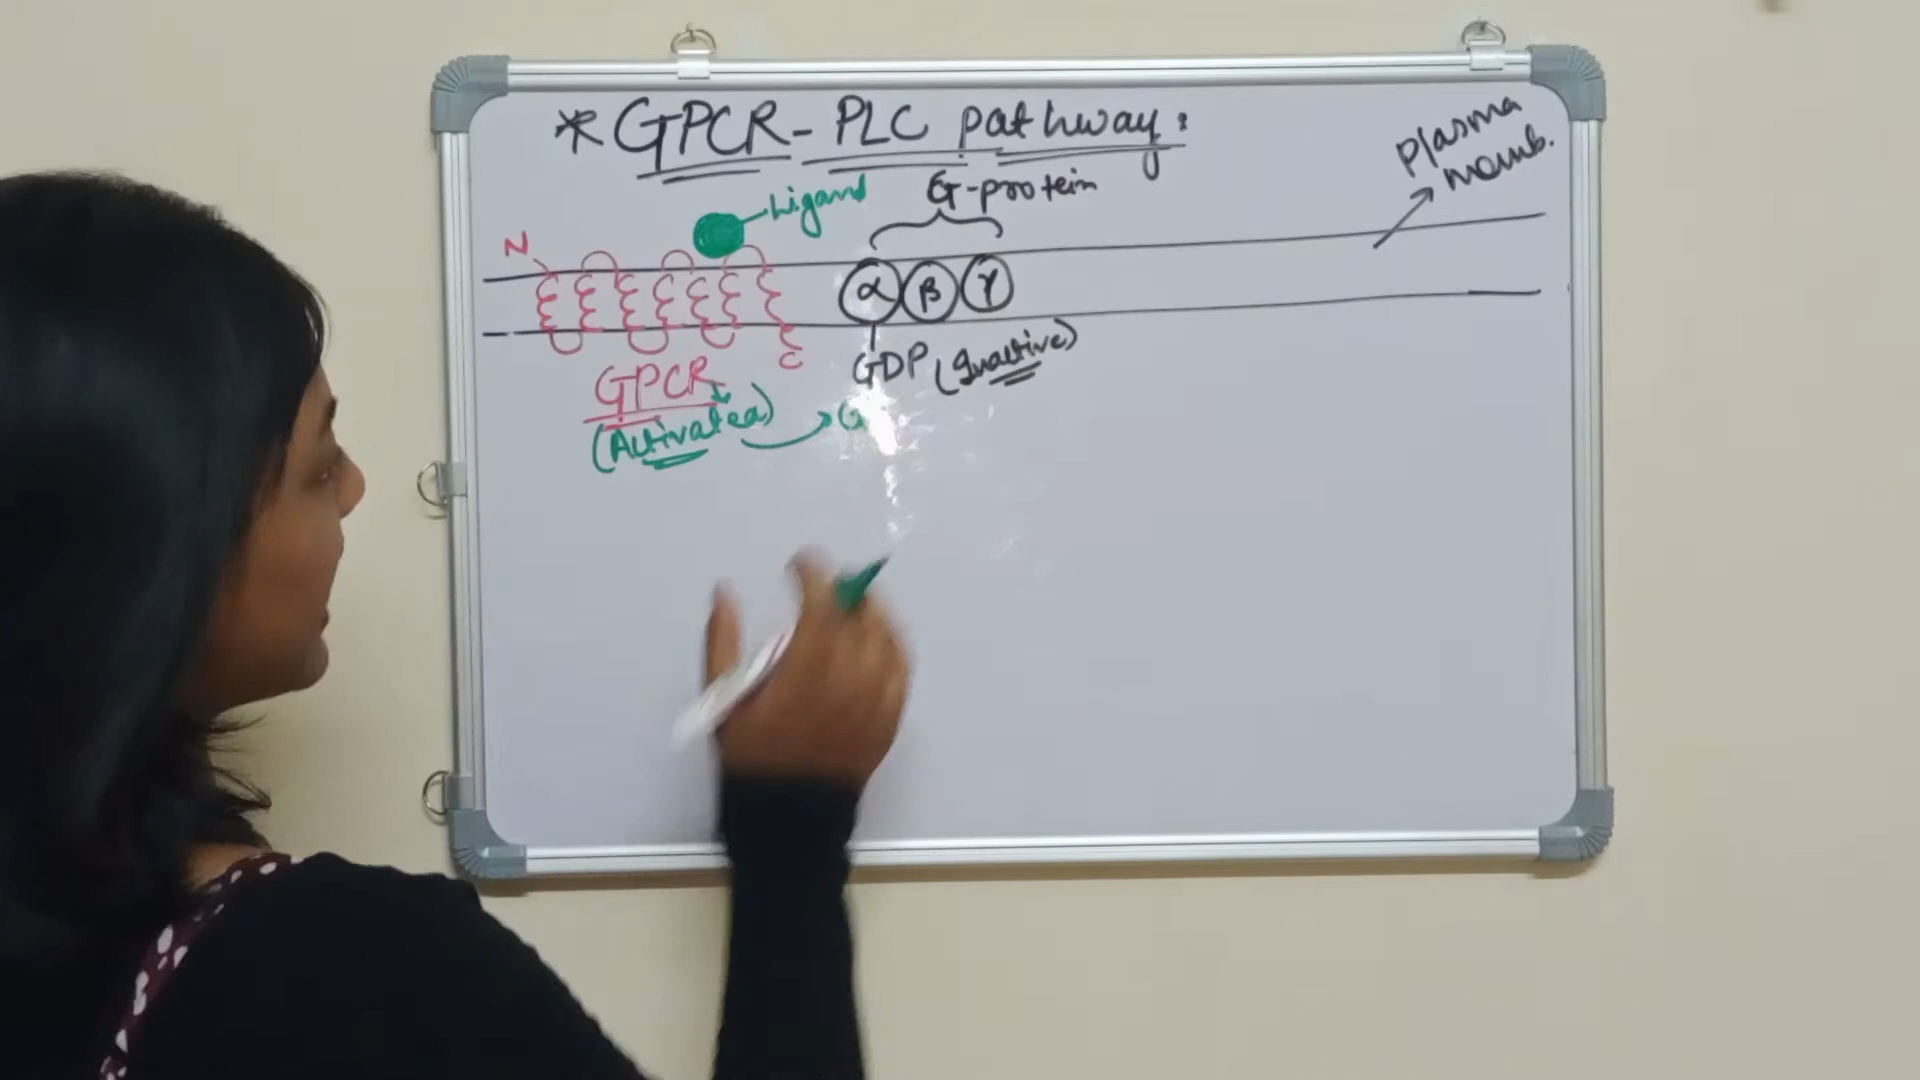 * GPCR - PLC pathway:
Plasma
memb.
Ligand
G-protein
N
α β γ
C
GDP (Inactive)
GPCR
(Activated)
G